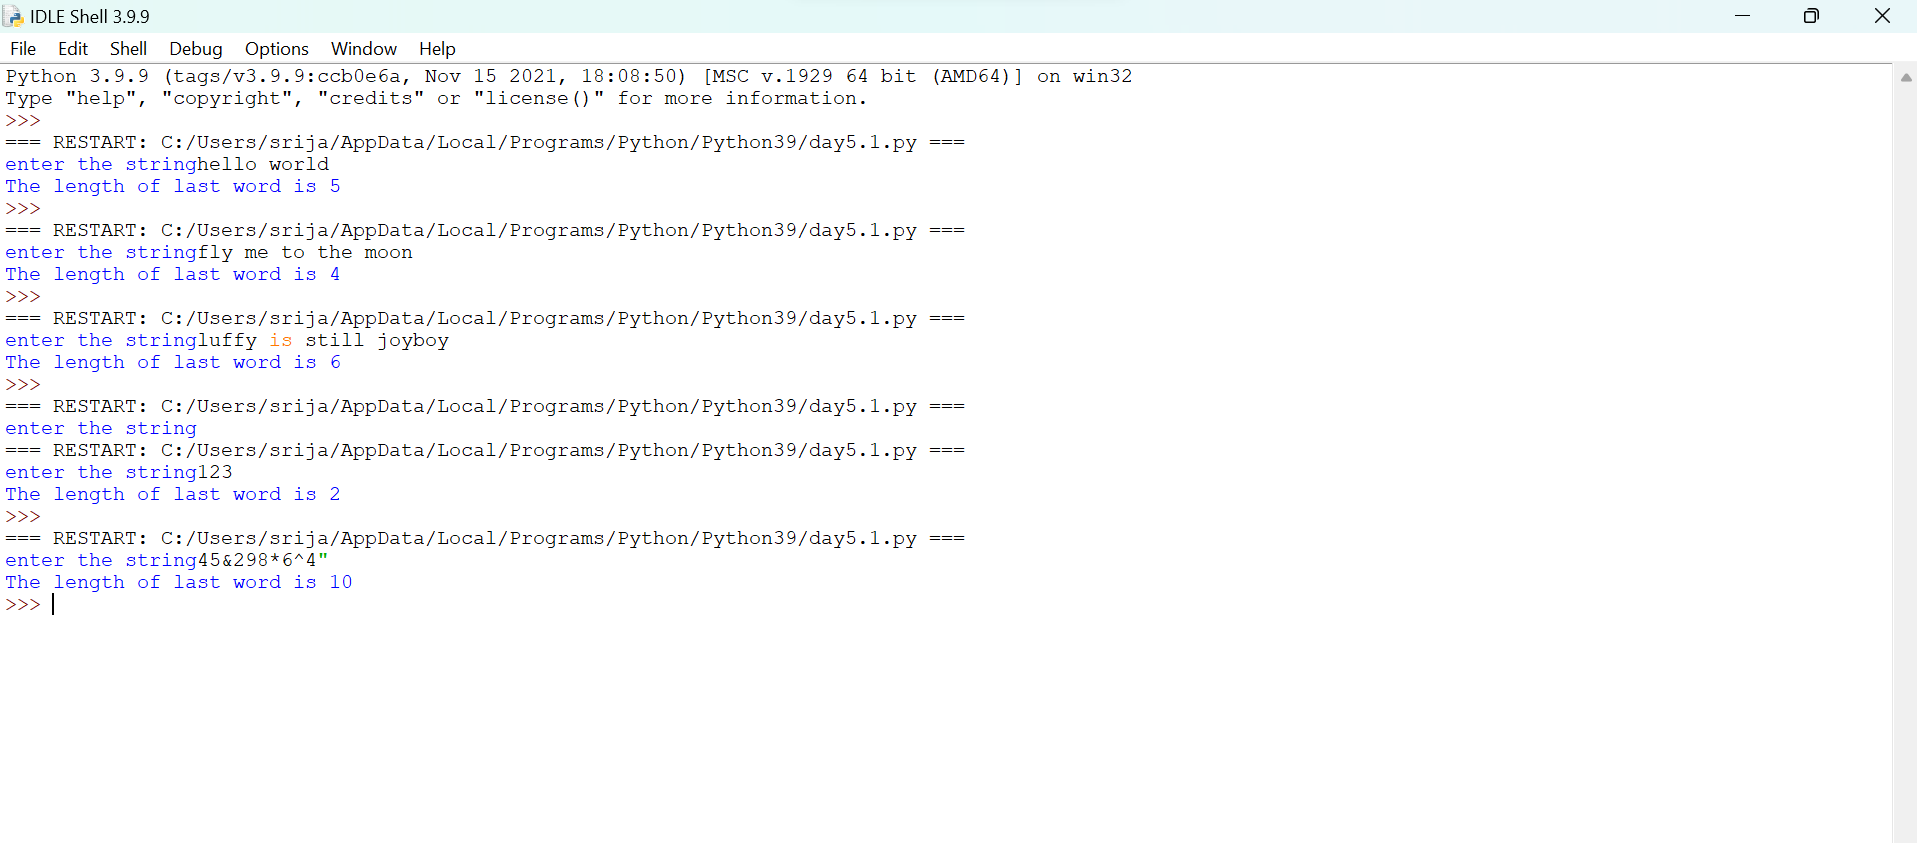 IDLE Shell 3.9.9
File Edit Shell Debug Options Window Help
Python 3.9.9 (tags/v3.9.9:ccb0e6a, Nov 15 2021, 18:08:50) [MSC v.1929 64 bit (AMD64)] on win32
Type "help", "copyright", "credits" or "license()" for more information.
>>>
=== RESTART: C:/Users/srija/AppData/Local/Programs/Python/Python39/day5.1.py ===
enter the stringhello world
The length of last word is 5
>>>
=== RESTART: C:/Users/srija/AppData/Local/Programs/Python/Python39/day5.1.py ===
enter the stringfly me to the moon
The length of last word is 4
>>>
=== RESTART: C:/Users/srija/AppData/Local/Programs/Python/Python39/day5.1.py ===
enter the stringluffy is still joyboy
The length of last word is 6
>>>
=== RESTART: C:/Users/srija/AppData/Local/Programs/Python/Python39/day5.1.py ===
enter the string
=== RESTART: C:/Users/srija/AppData/Local/Programs/Python/Python39/day5.1.py ===
enter the string123
The length of last word is 2
>>>
=== RESTART: C:/Users/srija/AppData/Local/Programs/Python/Python39/day5.1.py ===
enter the string45&298*6^4"
The length of last word is 10
>>>